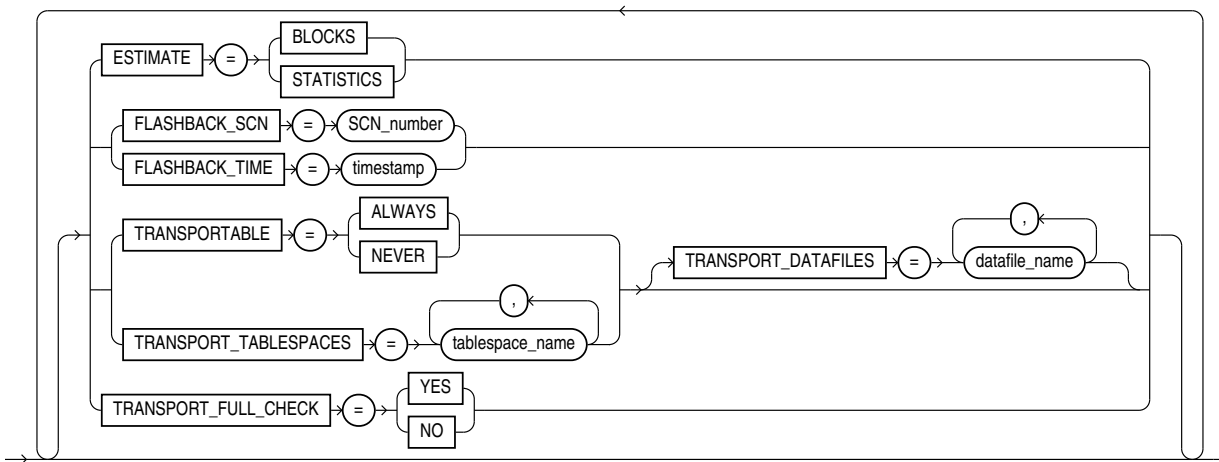 BLOCKS
ESTIMATE =
STATISTICS
FLASHBACK_SCN = SCN_number
FLASHBACK_TIME = timestamp
ALWAYS
TRANSPORTABLE =
NEVER
,
TRANSPORT_DATAFILES = datafile_name
,
TRANSPORT_TABLESPACES = tablespace_name
YES
TRANSPORT_FULL_CHECK =
NO